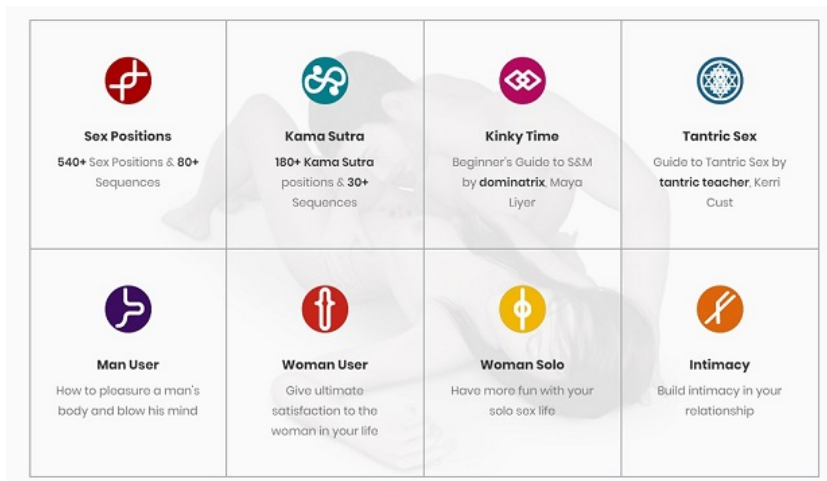 Sex Positions
540+ Sex Positions & 80+
Sequences
Kama Sutra
180+ Kama Sutra
positions & 30+
Sequences
Kinky Time
Beginner's Guide to S&M
by dominatrix, Maya
Liyer
Tantric Sex
Guide to Tantric Sex by
tantric teacher, Kerri
Cust
Man User
How to pleasure a man's
body and blow his mind
Woman User
Give ultimate
satisfaction to the
woman in your life
Woman Solo
Have more fun with your
solo sex life
Intimacy
Build intimacy in your
relationship